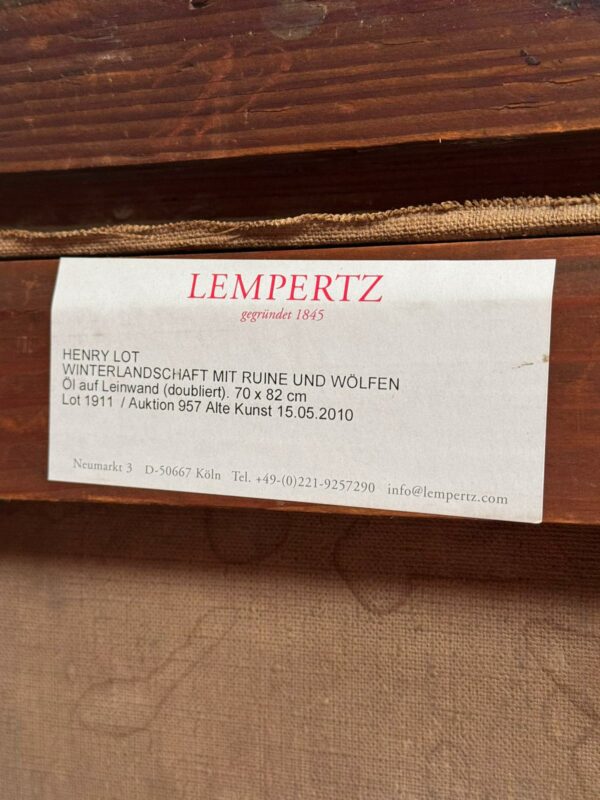 LEMPERTZ
gegründet 1845
HENRY LOT
WINTERLANDSCHAFT MIT RUINE UND WÖLFEN
Öl auf Leinwand (doubliert). 70 x 82 cm
Lot 1911 / Auktion 957 Alte Kunst 15.05.2010
Neumarkt 3 D-50667 Köln Tel. +49-(0)221-9257290 info@lempertz.com